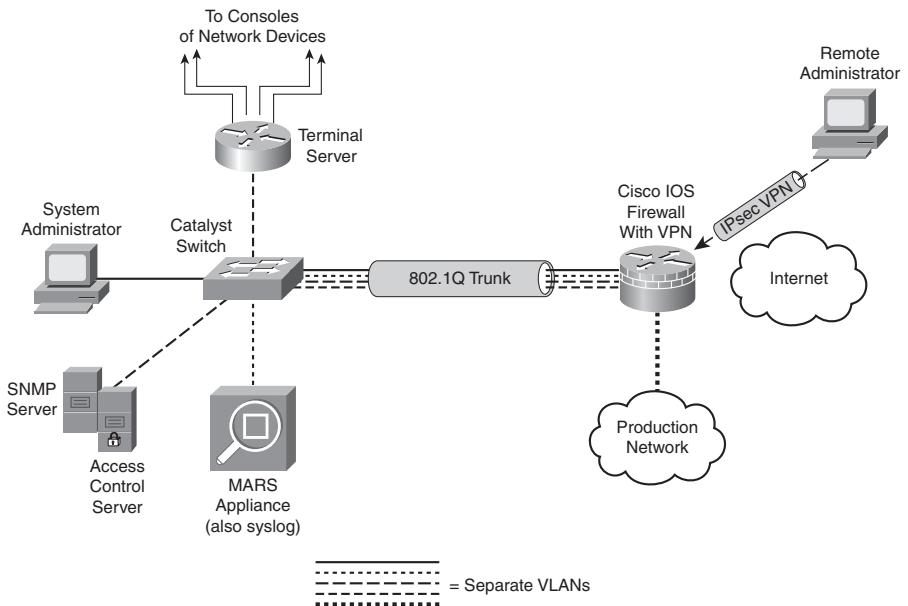 To Consoles
of Network Devices
Remote
Administrator
Terminal
Server
Cisco IOS
Firewall
With VPN
IPsec VPN
System
Administrator
Catalyst
Switch
802.1Q Trunk
Internet
SNMP
Server
Production
Network
Access
Control
Server
MARS
Appliance
(also syslog)
= Separate VLANs